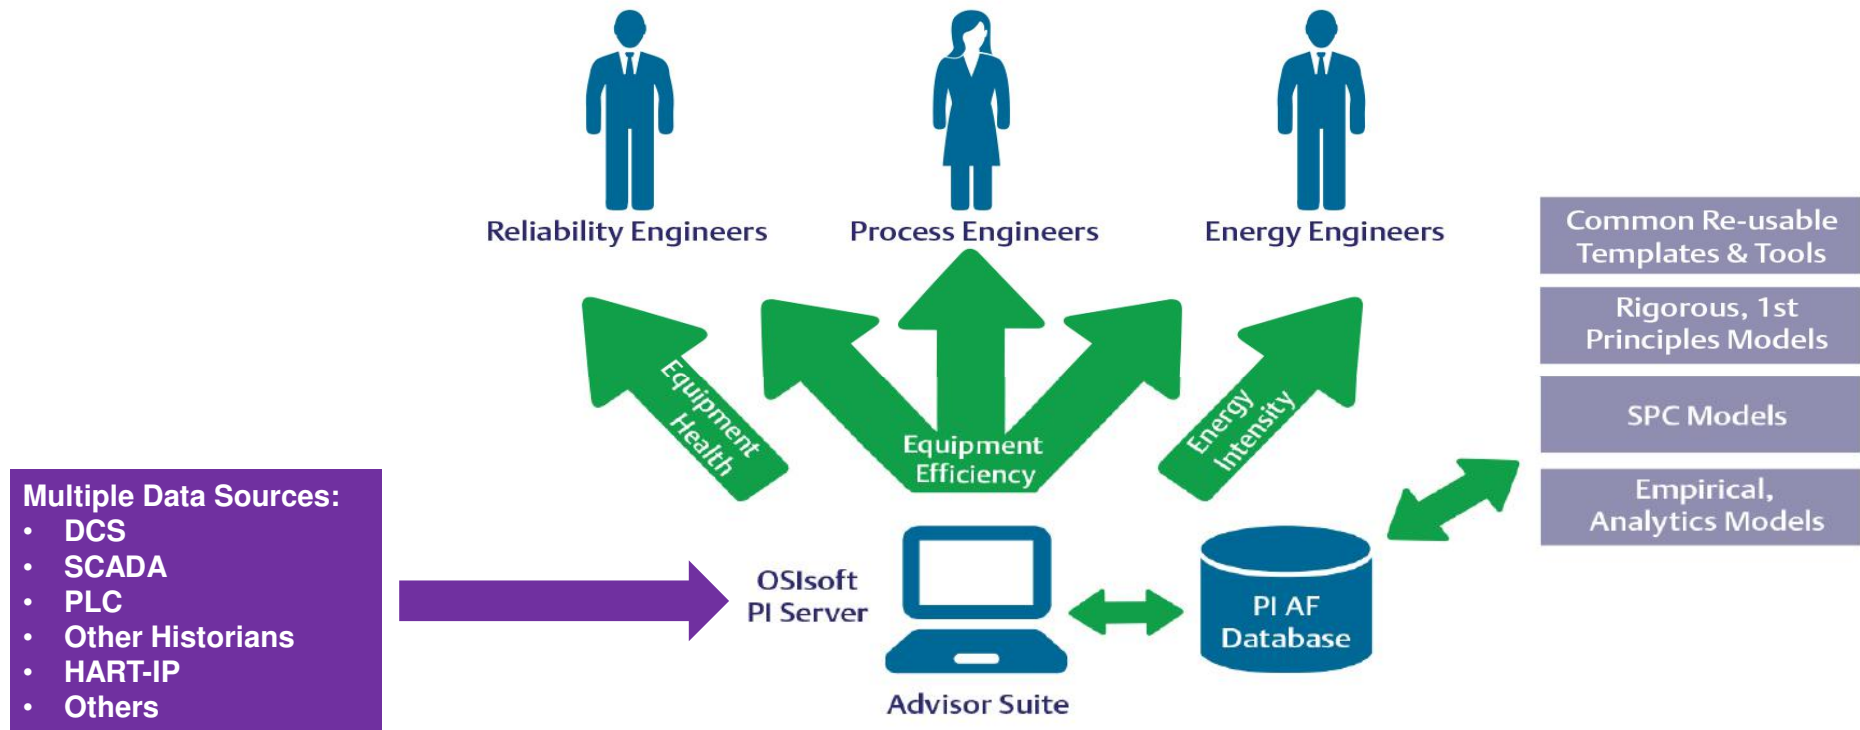 Reliability Engineers
Process Engineers
Energy Engineers
Equipment
Health
Equipment
Efficiency
Energy
Intensity
Common Re-usable
Templates & Tools
Rigorous, 1st
Principles Models
SPC Models
Empirical,
Analytics Models
Multiple Data Sources:
• DCS
• SCADA
• PLC
• Other Historians
• HART-IP
• Others
OSIsoft
PI Server
Advisor Suite
PI AF
Database